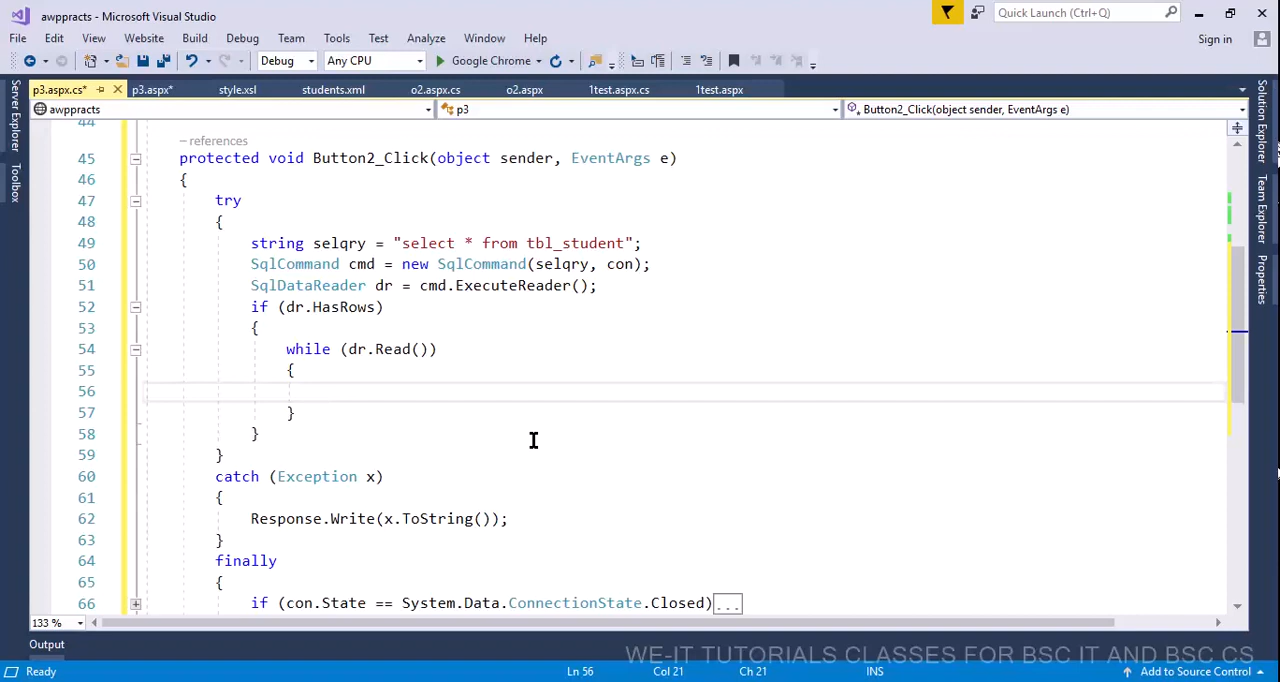 awppracts - Microsoft Visual Studio
Quick Launch (Ctrl+Q)
File Edit View Website Build Debug Team Tools Test Analyze Window Help
Sign in
Debug Any CPU Google Chrome
Server Explorer
Toolbox
p3.aspx.cs* p3.aspx* style.xsl students.xml o2.aspx.cs o2.aspx 1test.aspx.cs 1test.aspx
awppracts p3 Button2_Click(object sender, EventArgs e)
44
– references
45 protected void Button2_Click(object sender, EventArgs e)
46 {
47 try
48 {
49 string selqry = "select * from tbl_student";
50 SqlCommand cmd = new SqlCommand(selqry, con);
51 SqlDataReader dr = cmd.ExecuteReader();
52 if (dr.HasRows)
53 {
54 while (dr.Read())
55 {
56
57 }
58 }
59 }
60 catch (Exception x)
61 {
62 Response.Write(x.ToString());
63 }
64 finally
65 {
66 if (con.State == System.Data.ConnectionState.Closed)...
Solution Explorer
Team Explorer
Properties
133 %
Output
WE-IT TUTORIALS CLASSES FOR BSC IT AND BSC CS
Ready Ln 56 Col 21 Ch 21 INS Add to Source Control